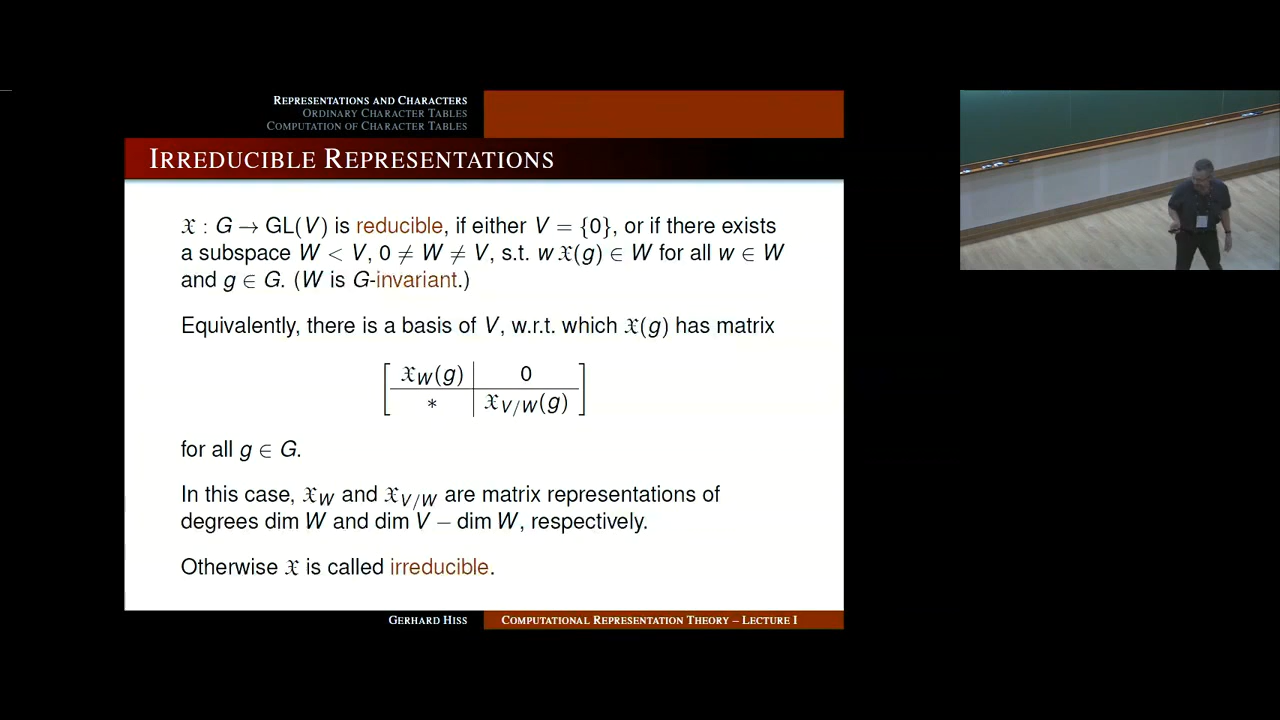 REPRESENTATIONS AND CHARACTERS
ORDINARY CHARACTER TABLES
COMPUTATION OF CHARACTER TABLES
IRREDUCIBLE REPRESENTATIONS
𝔛 : G → GL(V) is reducible, if either V = {0}, or if there exists
a subspace W < V, 0 ≠ W ≠ V, s.t. w 𝔛(g) ∈ W for all w ∈ W
and g ∈ G. (W is G-invariant.)
Equivalently, there is a basis of V, w.r.t. which 𝔛(g) has matrix
𝔛_W(g) 0
* 𝔛_{V/W}(g)
for all g ∈ G.
In this case, 𝔛_W and 𝔛_{V/W} are matrix representations of
degrees dim W and dim V − dim W, respectively.
Otherwise 𝔛 is called irreducible.
GERHARD HISS COMPUTATIONAL REPRESENTATION THEORY – LECTURE I